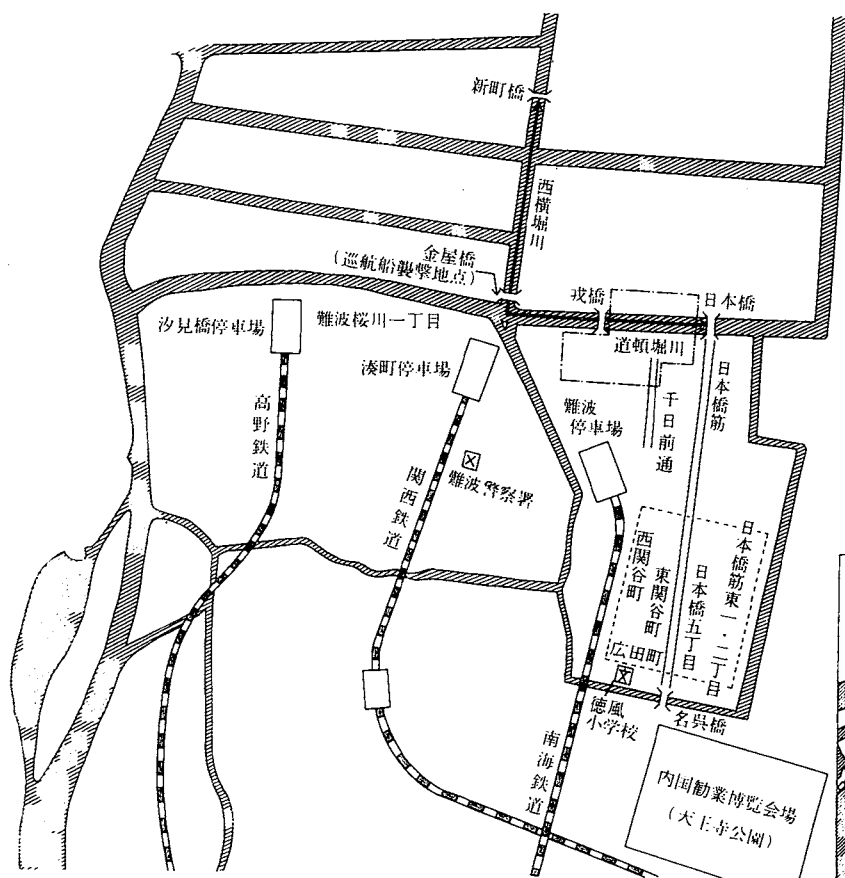 新町橋
西横堀川
金屋橋
(巡航船襲撃地点)
戎橋
日本橋
汐見橋停車場
難波桜川一丁目
道頓堀川
湊町停車場
日本橋筋
千日前通
難波
停車場
高野鉄道
関西鉄道
難波警察署
日本橋筋東一・二丁目
西関谷町
東関谷町
日本橋五丁目
広田町
徳風
小学校
名呉橋
南海鉄道
内国勧業博覧会場
(天王寺公園)